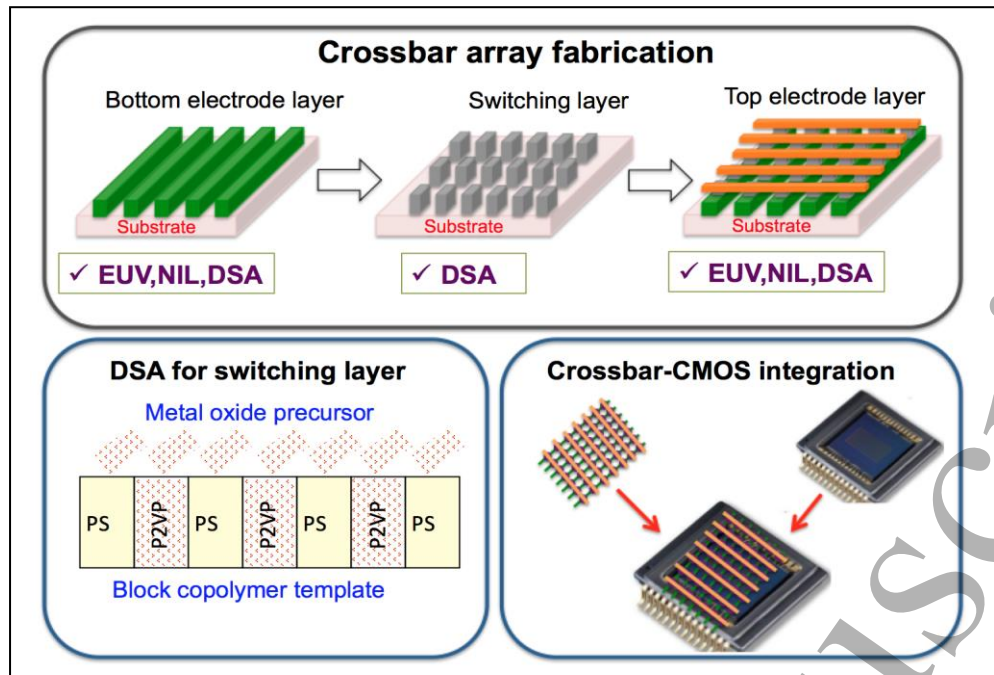 Crossbar array fabrication
Bottom electrode layer
Switching layer
Top electrode layer
Substrate
Substrate
Substrate
✓ EUV,NIL,DSA
✓ DSA
✓ EUV,NIL,DSA
DSA for switching layer
Metal oxide precursor
PS
P2VP
PS
P2VP
PS
P2VP
PS
Block copolymer template
Crossbar-CMOS integration